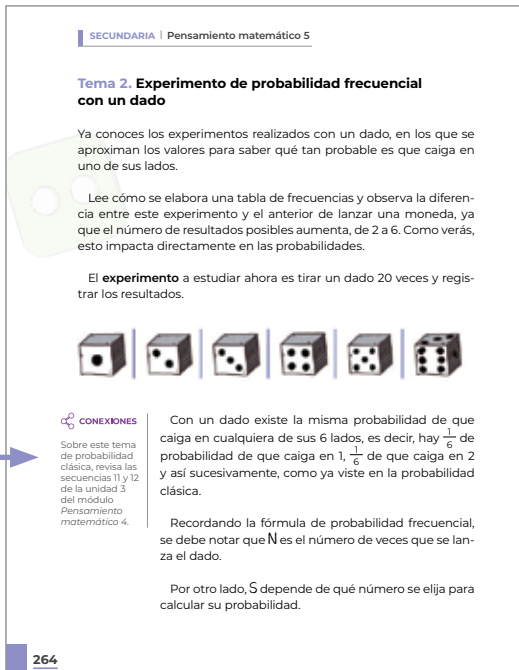 SECUNDARIA | Pensamiento matemático 5
Tema 2. Experimento de probabilidad frecuencial
con un dado
Ya conoces los experimentos realizados con un dado, en los que se
aproximan los valores para saber qué tan probable es que caiga en
uno de sus lados.
Lee cómo se elabora una tabla de frecuencias y observa la diferen-
cia entre este experimento y el anterior de lanzar una moneda, ya
que el número de resultados posibles aumenta, de 2 a 6. Como verás,
esto impacta directamente en las probabilidades.
El experimento a estudiar ahora es tirar un dado 20 veces y regis-
trar los resultados.
CONEXIONES
Sobre este tema
de probabilidad
clásica, revisa las
secuencias 11 y 12
de la unidad 3
del módulo
Pensamiento
matemático 4.
Con un dado existe la misma probabilidad de que
caiga en cualquiera de sus 6 lados, es decir, hay 1/6 de
probabilidad de que caiga en 1, 1/6 de que caiga en 2
y así sucesivamente, como ya viste en la probabilidad
clásica.
Recordando la fórmula de probabilidad frecuencial,
se debe notar que N es el número de veces que se lan-
za el dado.
Por otro lado, S depende de qué número se elija para
calcular su probabilidad.
264